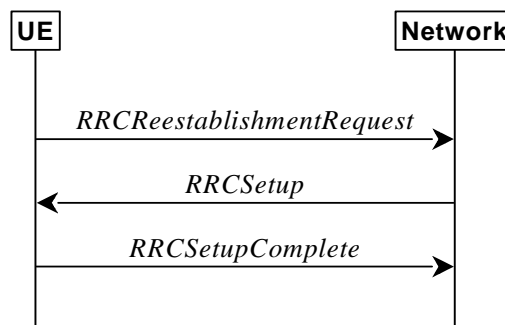 UE
Network
RRCReestablishmentRequest
RRCSetup
RRCSetupComplete